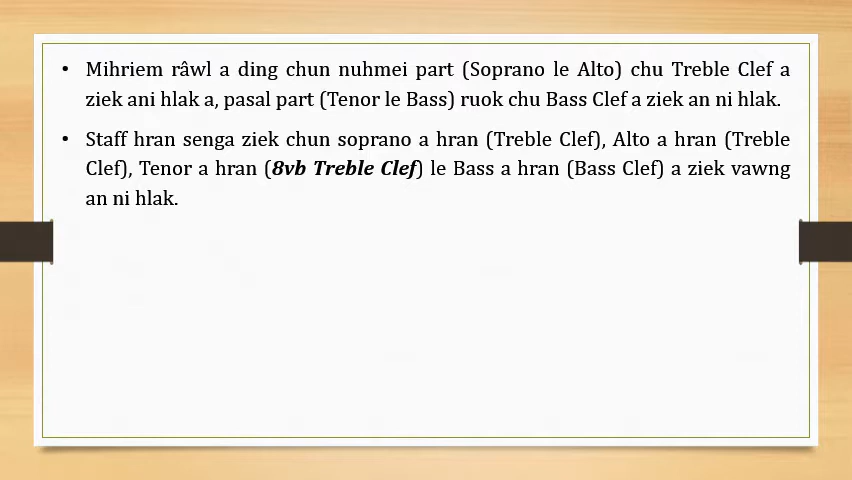 • Mihriem râwl a ding chun nuhmei part (Soprano le Alto) chu Treble Clef a
ziek ani hlak a, pasal part (Tenor le Bass) ruok chu Bass Clef a ziek an ni hlak.
• Staff hran senga ziek chun soprano a hran (Treble Clef), Alto a hran (Treble
Clef), Tenor a hran (8vb Treble Clef) le Bass a hran (Bass Clef) a ziek vawng
an ni hlak.